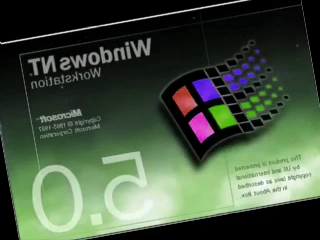 Windows NT.
Workstation
Microsoft
Copyright © 1985-1997
Microsoft Corporation
5.0
This product is protected
by US and International
copyright laws as described
in the About Box.